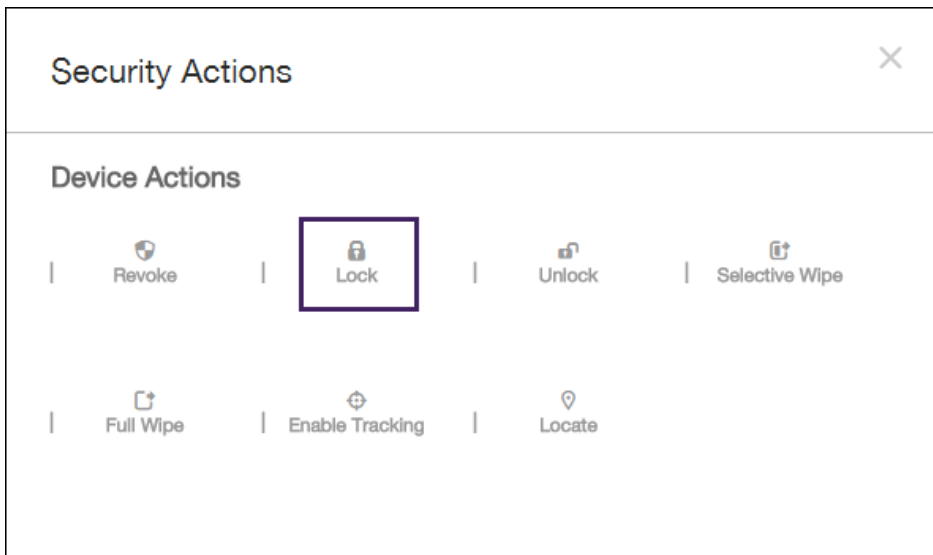 Security Actions
Device Actions
Revoke
Lock
Unlock
Selective Wipe
Full Wipe
Enable Tracking
Locate